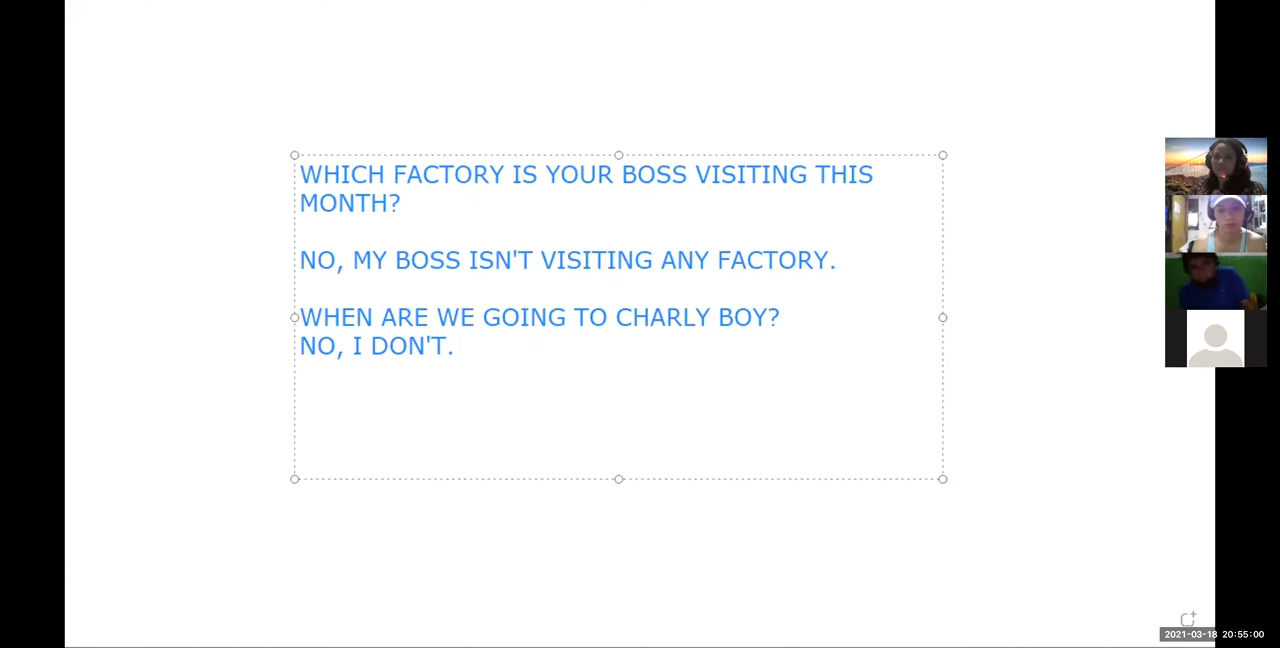 WHICH FACTORY IS YOUR BOSS VISITING THIS
MONTH?
NO, MY BOSS ISN'T VISITING ANY FACTORY.
WHEN ARE WE GOING TO CHARLY BOY?
NO, I DON'T.
2021-03-18 20:55:00